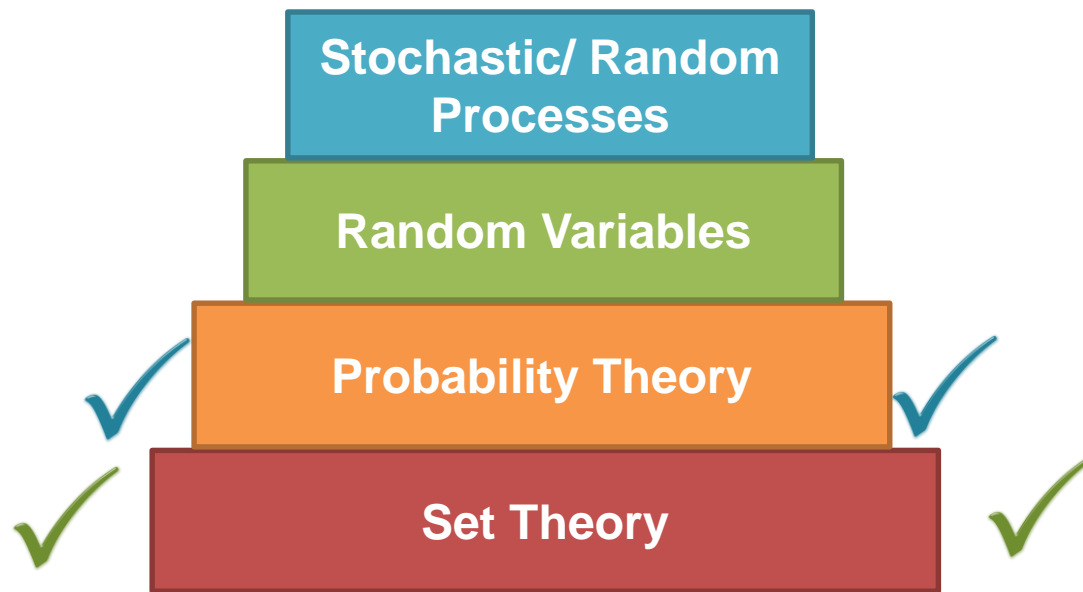 Stochastic/ Random
Processes
Random Variables
Probability Theory
Set Theory